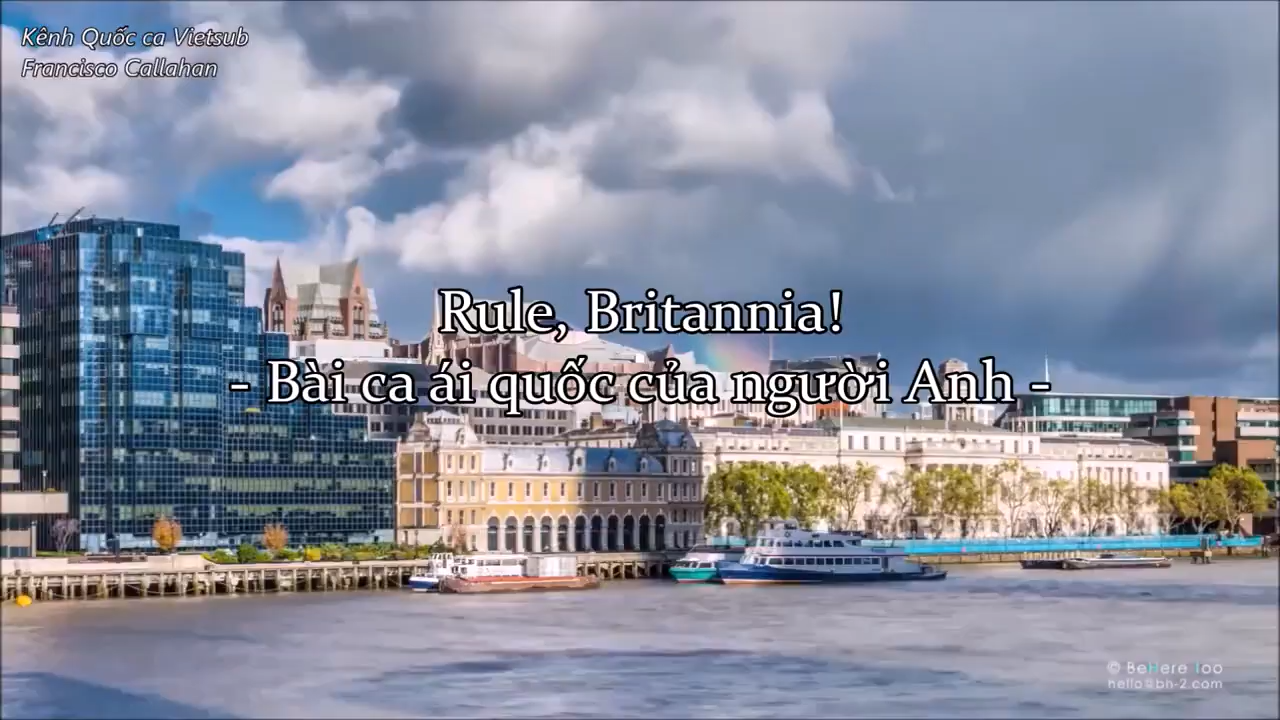 Kênh Quốc ca Vietsub
Francisco Callahan
Rule, Britannia!
- Bài ca ái quốc của người Anh -
© BeHere Too
hello@bh-2.com